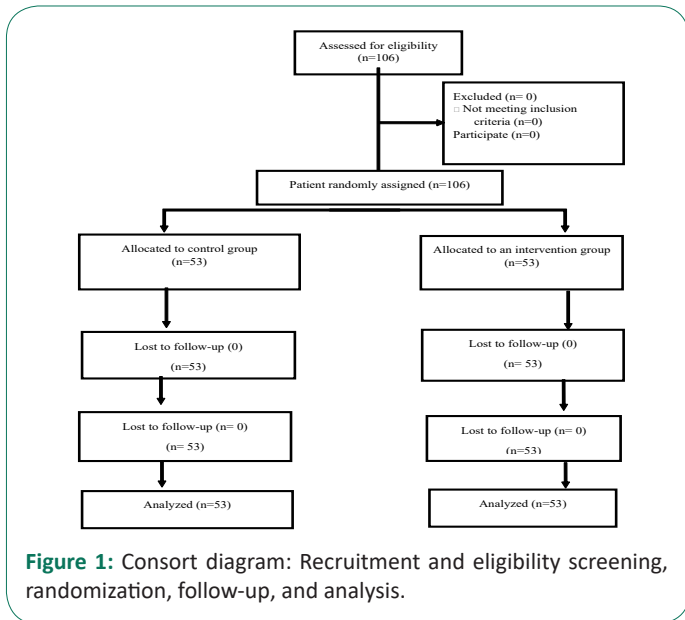 Assessed for eligibility
(n=106)
Excluded (n= 0)
□ Not meeting inclusion
criteria (n=0)
Participate (n=0)
Patient randomly assigned (n=106)
Allocated to control group
(n=53)
Allocated to an intervention group
(n=53)
Lost to follow-up (0)
(n=53)
Lost to follow-up (0)
(n= 53)
Lost to follow-up (n= 0)
(n= 53)
Lost to follow-up (n= 0)
(n=53)
Analyzed (n=53)
Analyzed (n=53)
Figure 1: Consort diagram: Recruitment and eligibility screening,
randomization, follow-up, and analysis.